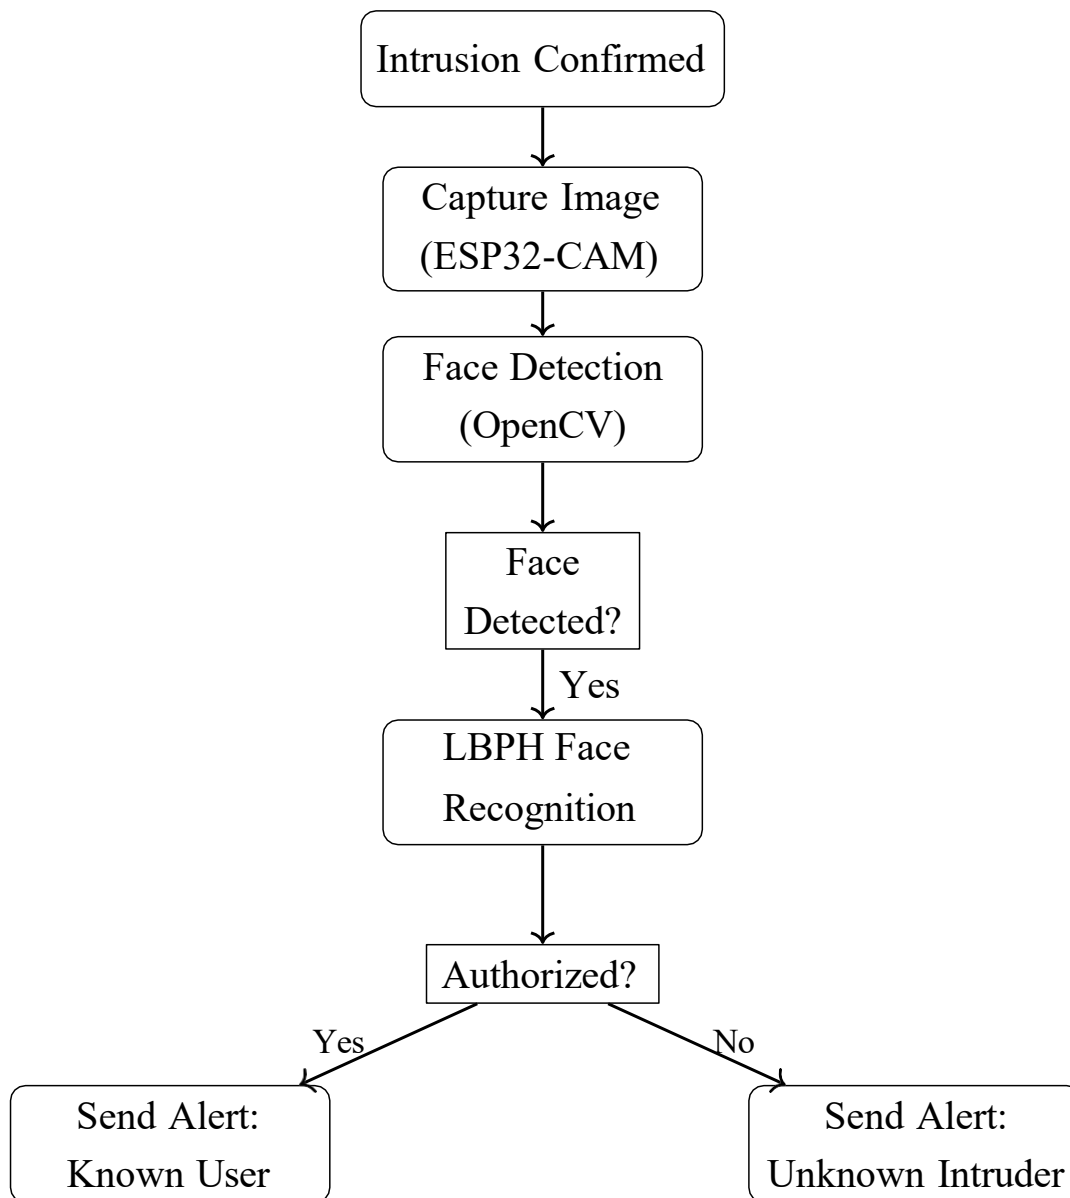 Intrusion Confirmed
Capture Image
(ESP32-CAM)
Face Detection
(OpenCV)
Face
Detected?
Yes
LBPH Face
Recognition
Authorized?
Yes
No
Send Alert:
Known User
Send Alert:
Unknown Intruder